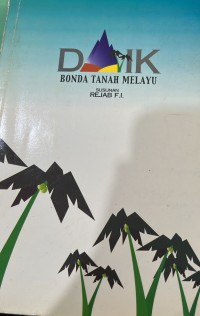 DAIK
BONDA TANAH MELAYU
SUSUNAN
REJAB F.I.